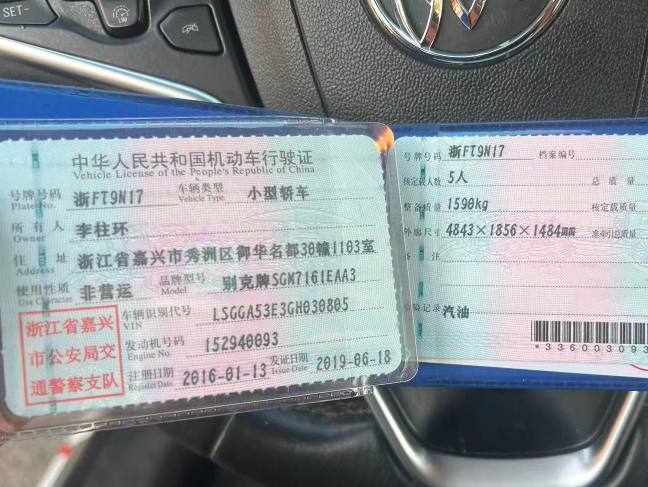 SET-
LIM
中华人民共和国机动车行驶证
Vehicle License of the People's Republic of China
号牌号码 浙FT9N17 车辆类型 小型轿车
Plate No. Vehicle Type
所有人 李柱环
Owner
住址 浙江省嘉兴市秀洲区御华名都30幢1103室
Address
使用性质 非营运 品牌型号 别克牌SGM7161EAA3
Use Character Model
浙江省嘉兴
市公安局交
通警察支队
车辆识别代号 LSGGA53E3GH030805
VIN
发动机号码 152940093
Engine No.
注册日期 2016-01-13 发证日期 2019-06-18
Register Date Issue Date
号牌号码 浙FT9N17 档案编号
核定载人数 5人 总质量
整备质量 1590kg 核定载质量
外廓尺寸 4843×1856×1484mm 准牵引总质量
检验记录 汽油
*336003093